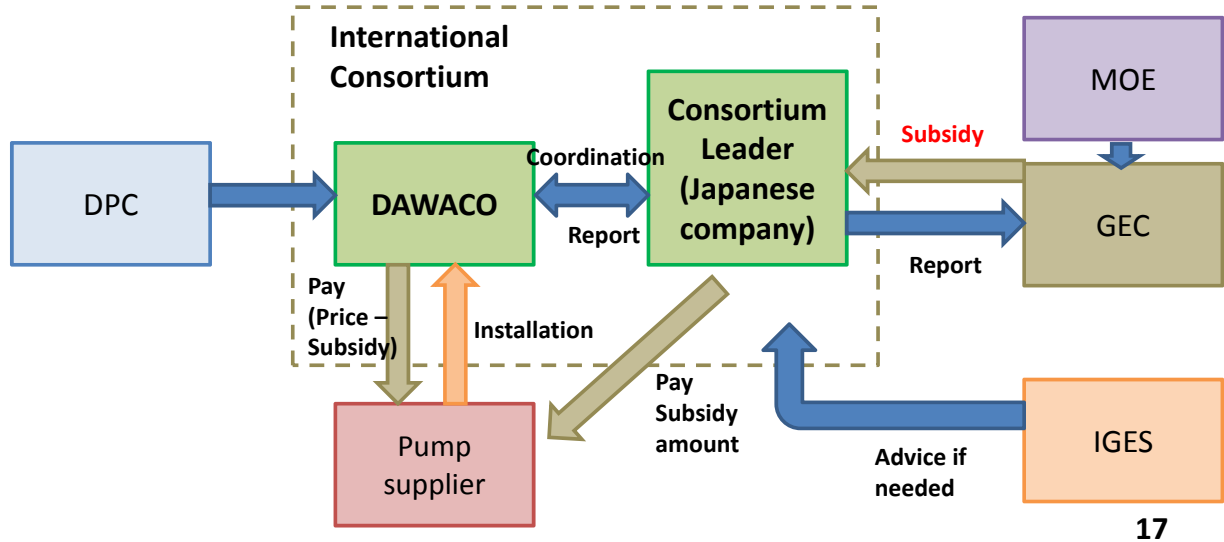 International
Consortium
MOE
Consortium
Leader
(Japanese
company)
Subsidy
DPC
DAWACO
Coordination
Report
GEC
Report
Pay
(Price –
Subsidy)
Installation
Pay
Subsidy
amount
Pump
supplier
Advice if
needed
IGES
17